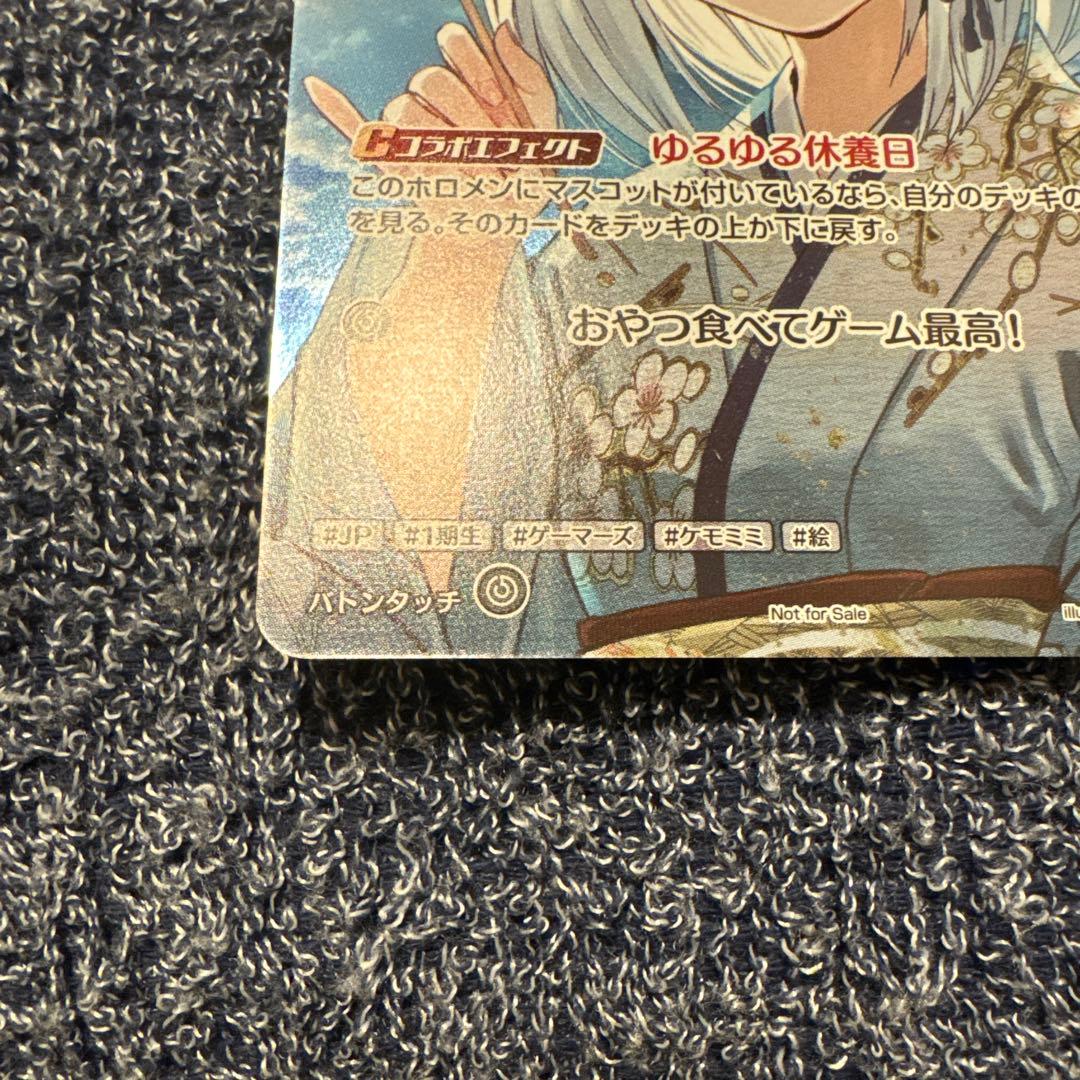 コラボエフェクト ゆるゆる休養日
このホロメンにマスコットが付いているなら、自分のデッキの
を見る。そのカードをデッキの上か下に戻す。
おやつ食べてゲーム最高!
#JP #1期生 #ゲーマーズ #ケモミミ #絵
バトンタッチ
Not for Sale
illu